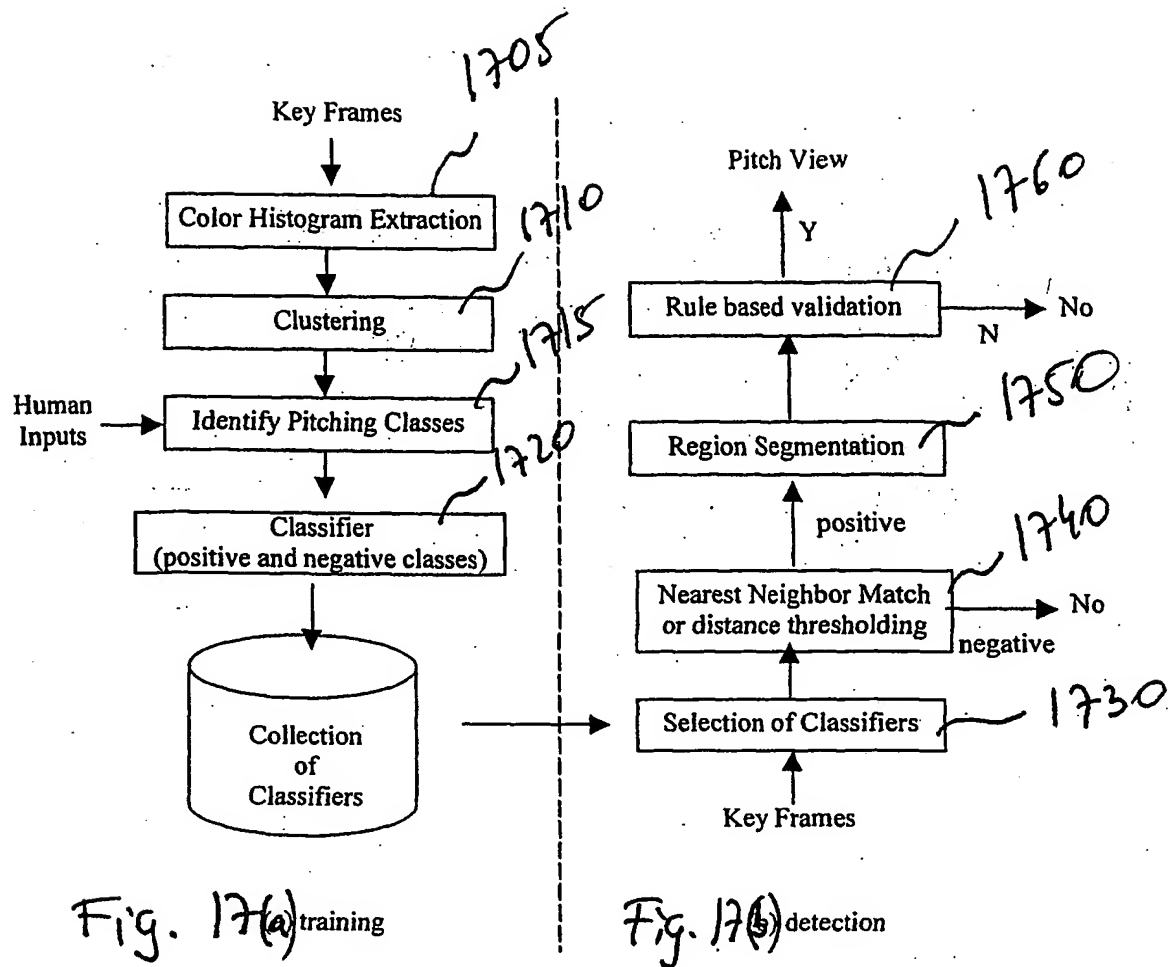 1705
Key Frames
Color Histogram Extraction
1710
Clustering
1715
Human
Inputs
Identify Pitching Classes
1720
Classifier
(positive and negative classes)
Collection
of
Classifiers
Fig. 17(a) training
Pitch View
1760
Y
Rule based validation
No
N
1750
Region Segmentation
positive
1740
Nearest Neighbor Match
or distance thresholding
No
negative
Selection of Classifiers
1730
Key Frames
Fig. 17(b) detection